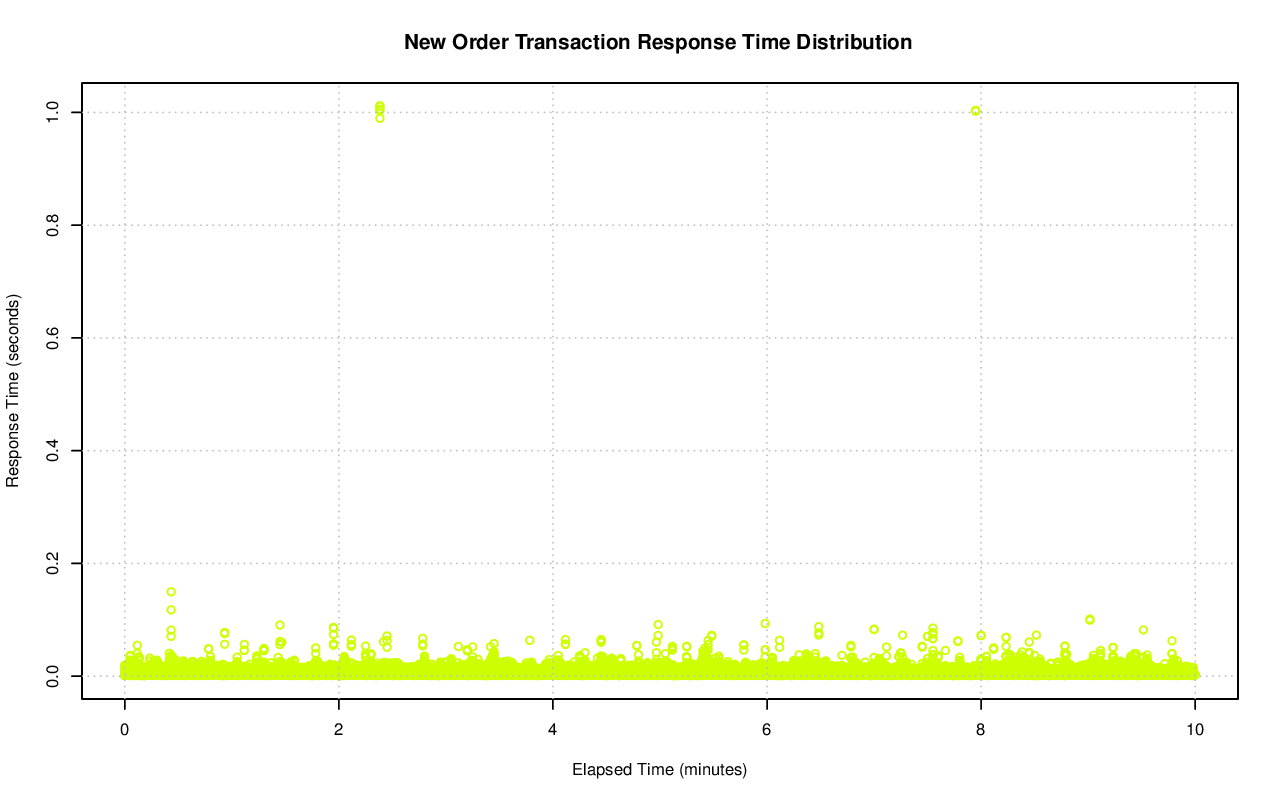 New Order Transaction Response Time Distribution
Response Time (seconds)
1.0
0.8
0.6
0.4
0.2
0.0
0 2 4 6 8 10
Elapsed Time (minutes)